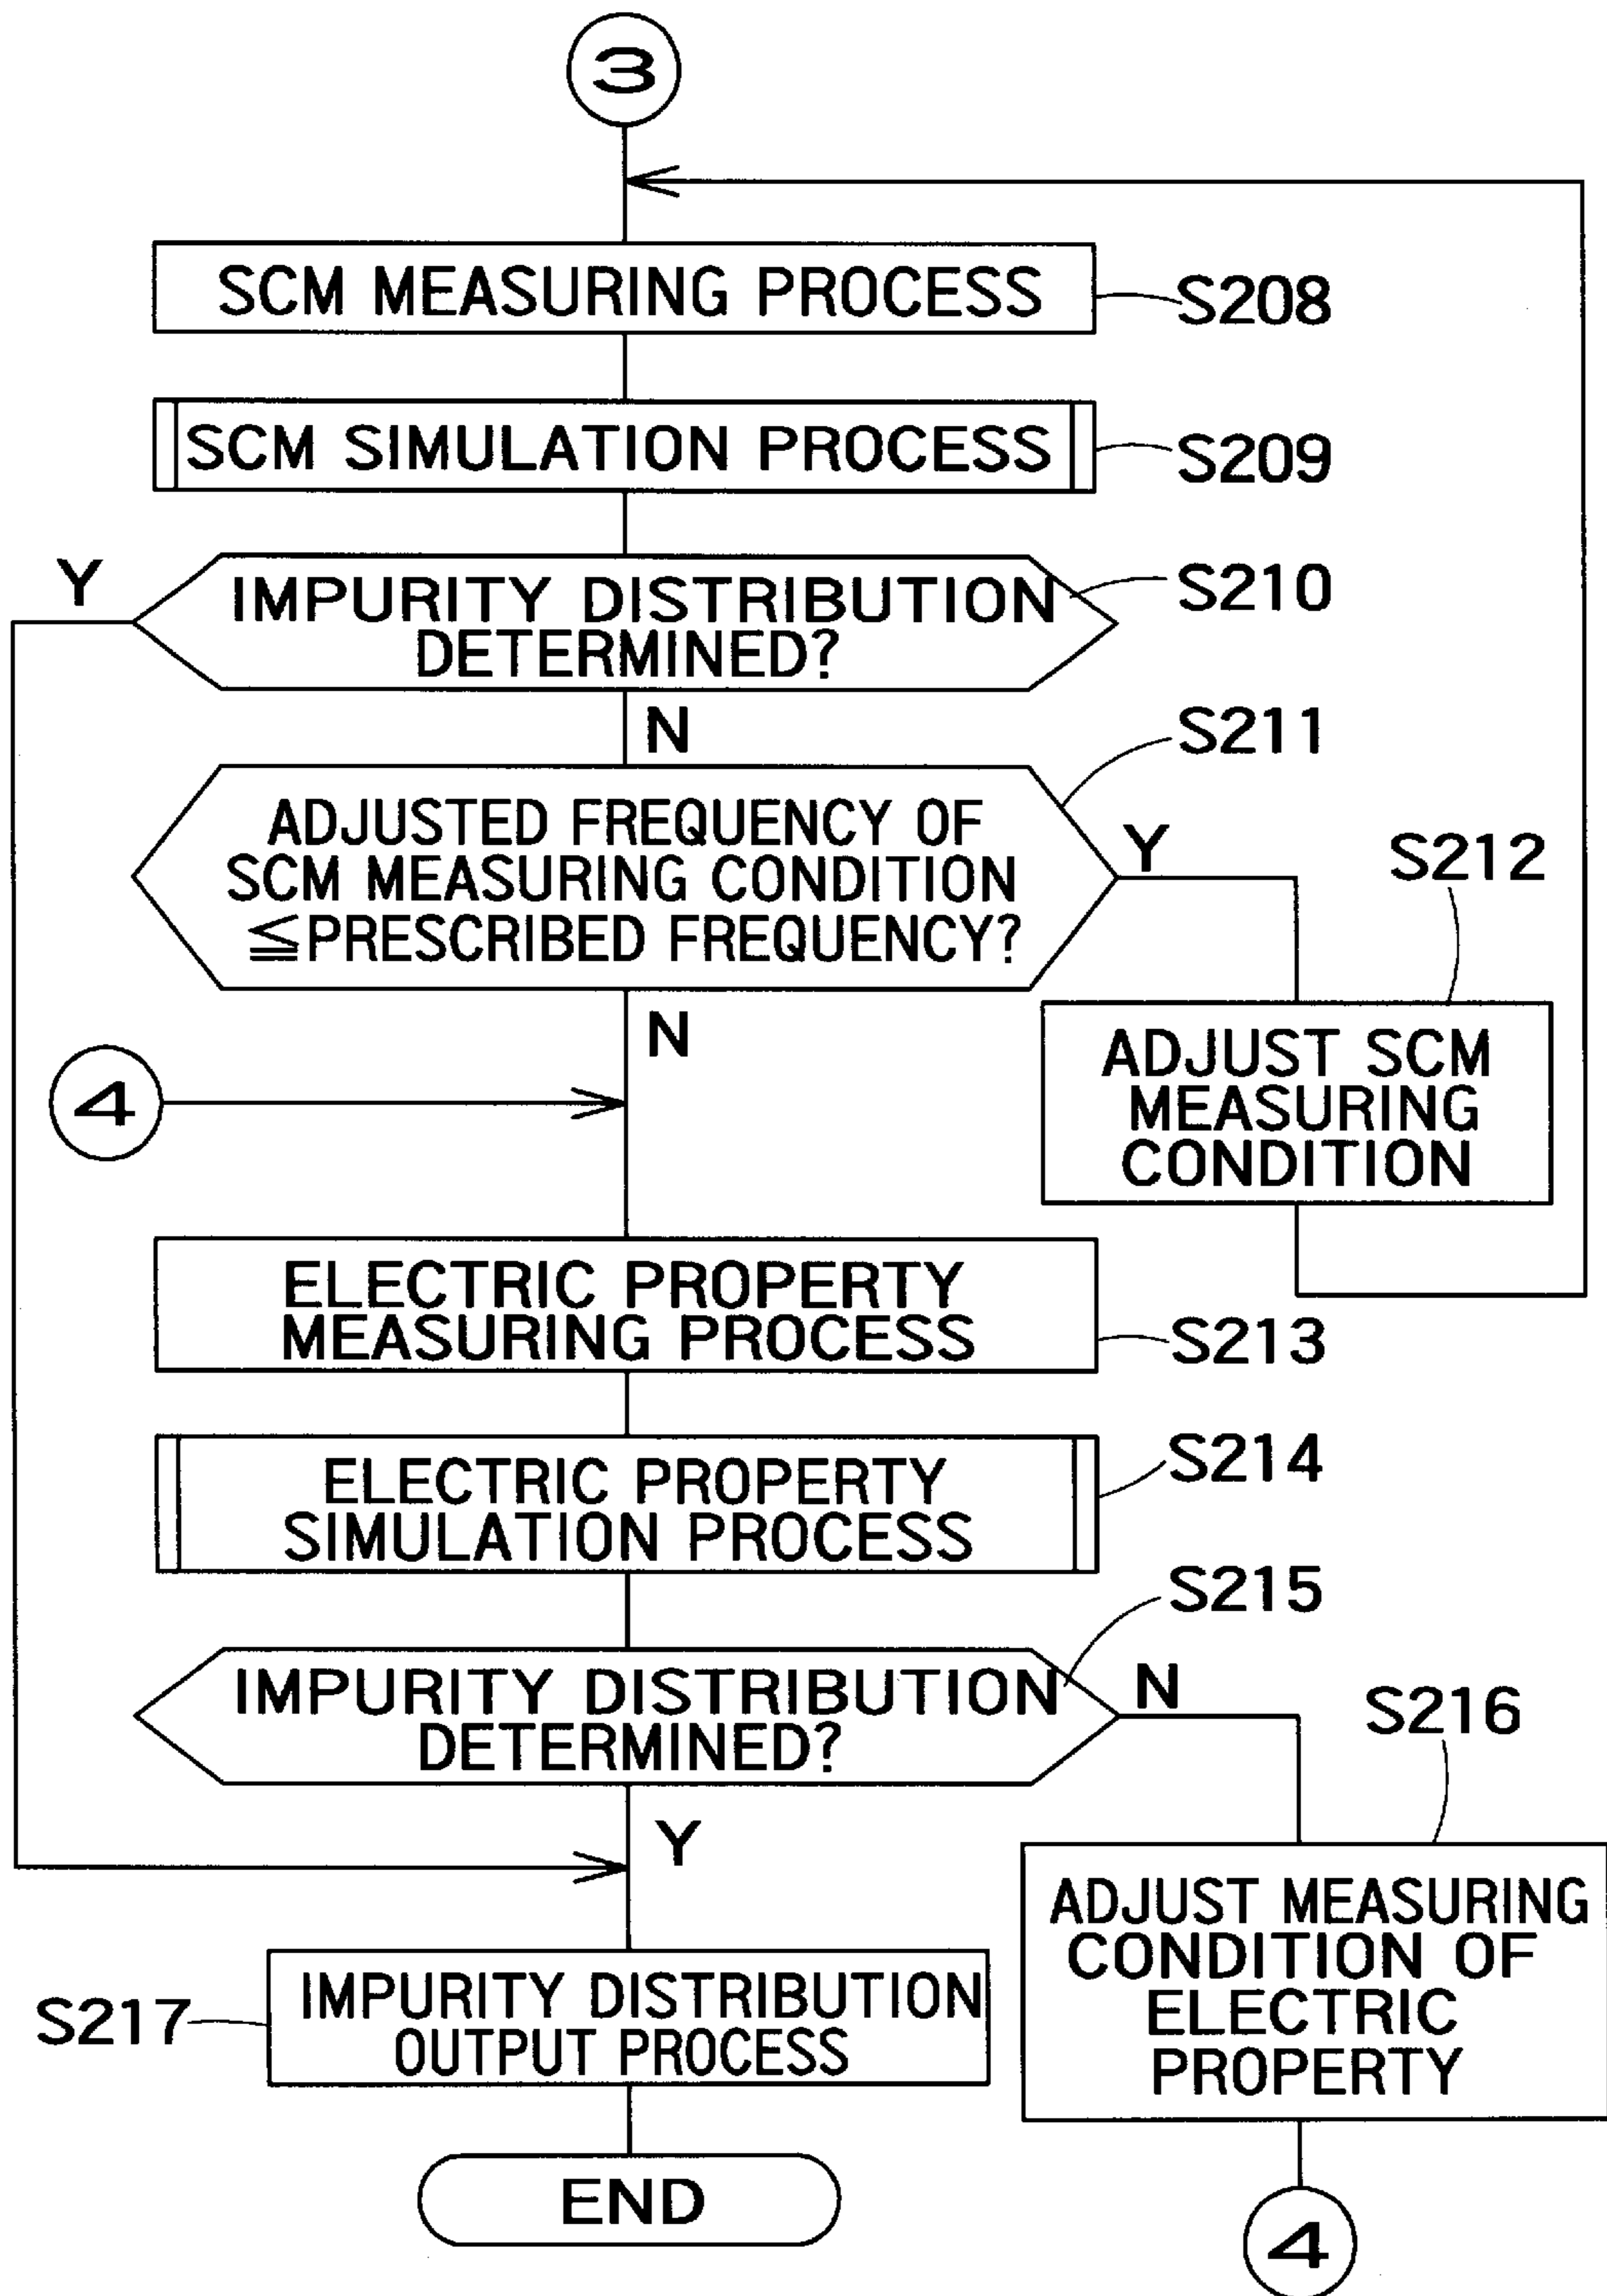 3
SCM MEASURING PROCESS
S208
SCM SIMULATION PROCESS
S209
Y
IMPURITY DISTRIBUTION
DETERMINED?
S210
N
S211
ADJUSTED FREQUENCY OF
SCM MEASURING CONDITION
≦PRESCRIBED FREQUENCY?
Y
S212
N
4
ADJUST SCM
MEASURING
CONDITION
ELECTRIC PROPERTY
MEASURING PROCESS
S213
ELECTRIC PROPERTY
SIMULATION PROCESS
S214
S215
IMPURITY DISTRIBUTION
DETERMINED?
N
S216
Y
ADJUST MEASURING
CONDITION OF
ELECTRIC
PROPERTY
S217
IMPURITY DISTRIBUTION
OUTPUT PROCESS
END
4